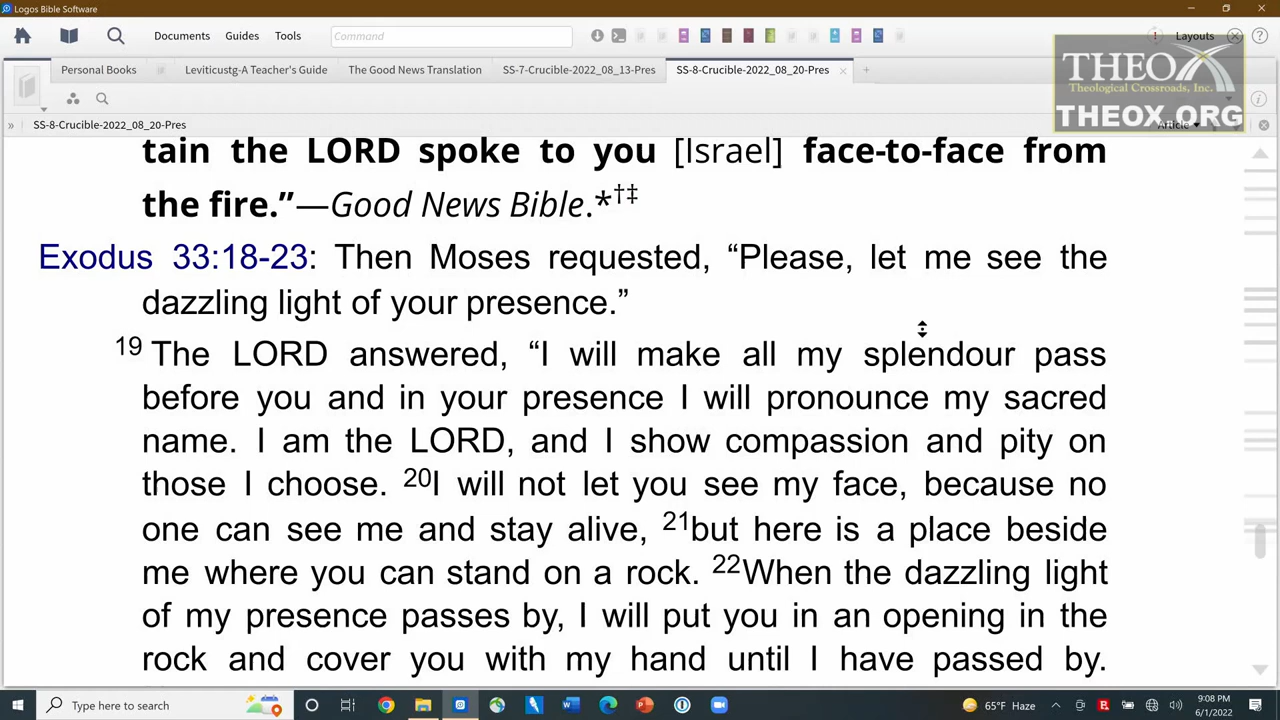 Logos Bible Software
Documents Guides Tools Command Layouts
Personal Books Leviticustg-A Teacher's Guide The Good News Translation SS-7-Crucible-2022_08_13-Pres SS-8-Crucible-2022_08_20-Pres
THEOX
Theological Crossroads, Inc.
THEOX.ORG
SS-8-Crucible-2022_08_20-Pres Article
tain the LORD spoke to you [Israel] face-to-face from
the fire.”—Good News Bible.*†‡
Exodus 33:18-23: Then Moses requested, “Please, let me see the
dazzling light of your presence.”
19 The LORD answered, “I will make all my splendour pass
before you and in your presence I will pronounce my sacred
name. I am the LORD, and I show compassion and pity on
those I choose. 20I will not let you see my face, because no
one can see me and stay alive, 21but here is a place beside
me where you can stand on a rock. 22When the dazzling light
of my presence passes by, I will put you in an opening in the
rock and cover you with my hand until I have passed by.
Type here to search 65°F Haze 9:08 PM
6/1/2022